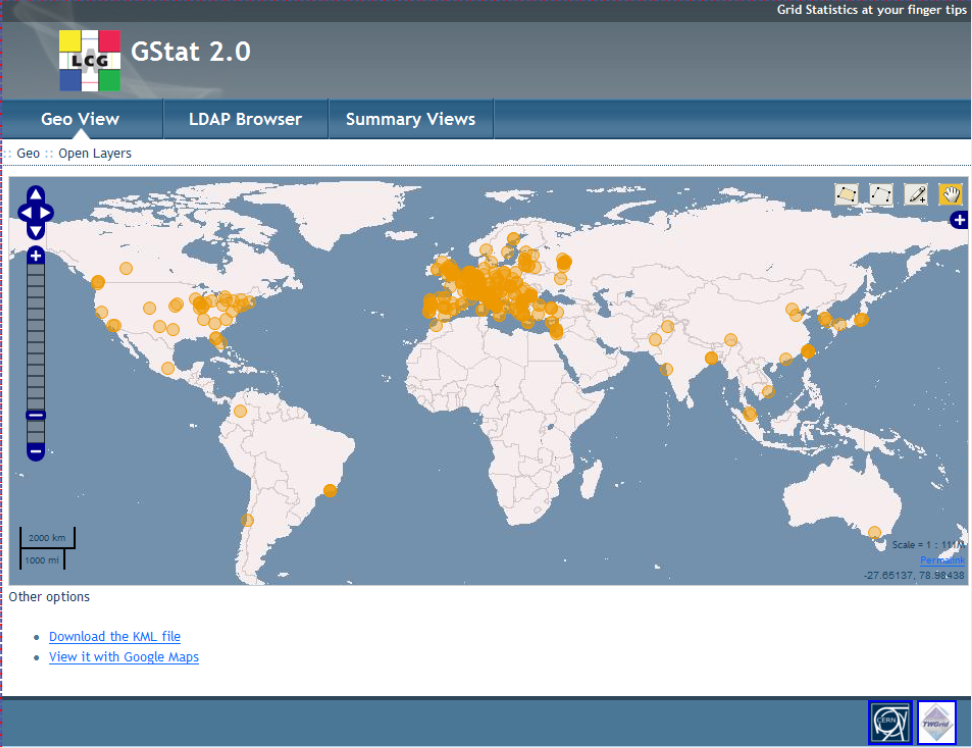 Grid Statistics at your finger tips
LCG
GStat 2.0
Geo View
LDAP Browser
Summary Views
:: Geo :: Open Layers
2000 km
1000 mi
Scale = 1 : 111M
Permalink
-27.65137, 78.98438
Other options
Download the KML file
View it with Google Maps
CERN
TWGrid